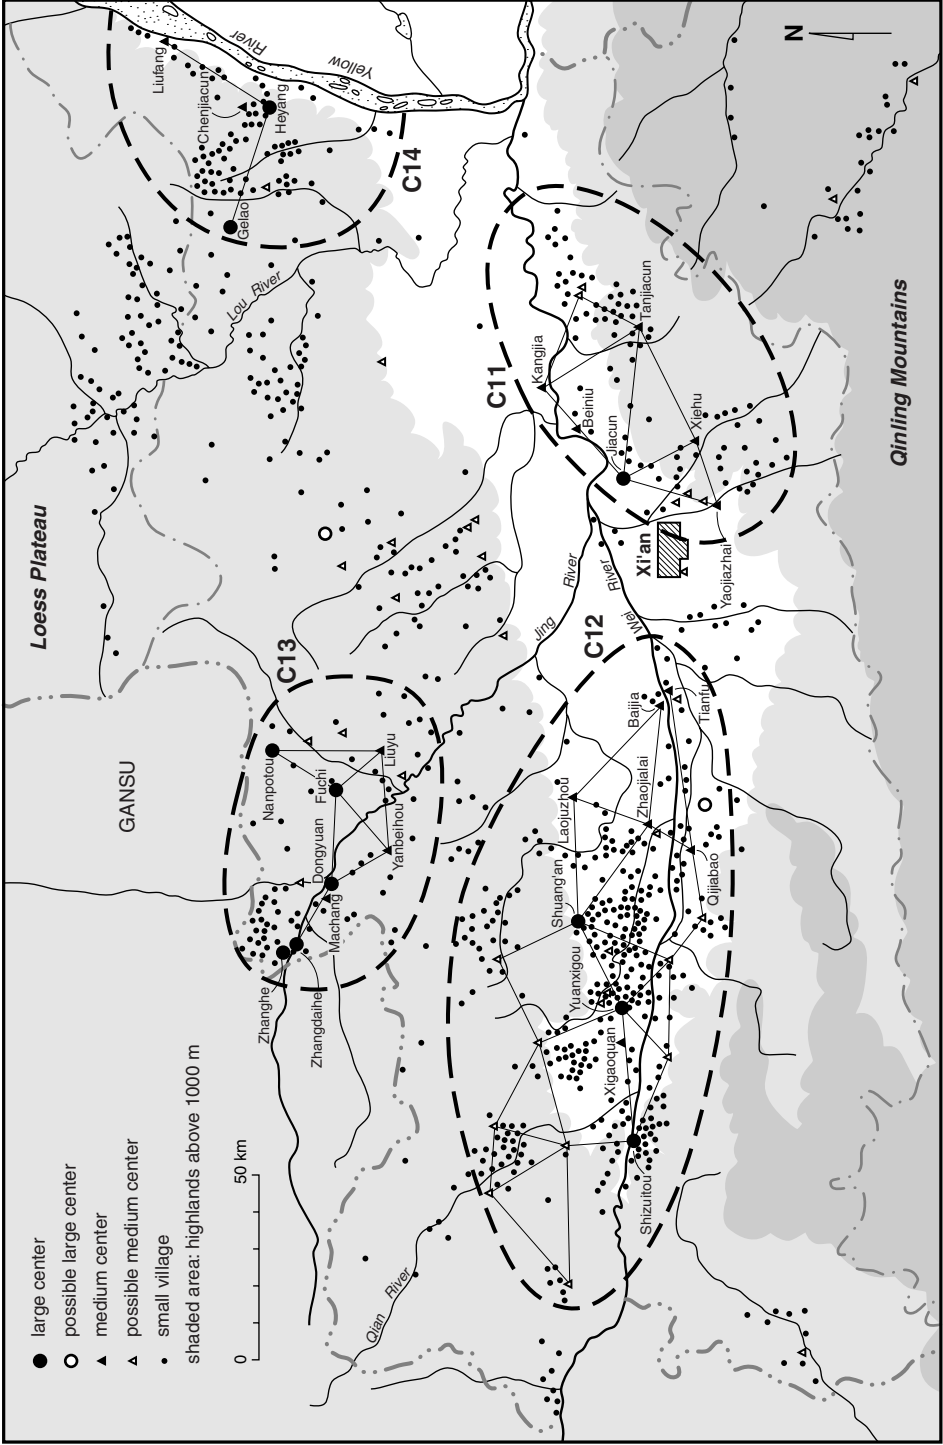 Loess Plateau
GANSU
Qinling Mountains
N
C11
C12
C13
C14
Yellow
River
Lou River
Jing
River
Wei
River
Qian River
Liufang
Chenjiacun
Heyang
Gelao
Kangjia
Tanjiacun
Beiniu
Jiacun
Xiehu
Yaojiazhai
Xi'an
Nanpotou
Fuchi
Liuyu
Dongyuan
Yanbeihou
Machang
Zhanghe
Zhangdaihe
Baijia
Tianfu
Laojuzhou
Zhaojialai
Shuang'an
Qijiabao
Yuanxigou
Xigaoquan
Shizuitou
large center
possible large center
medium center
possible medium center
small village
shaded area: highlands above 1000 m
0 50 km